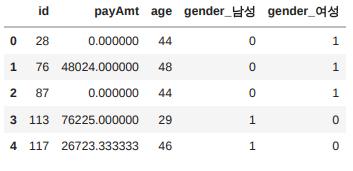 id payAmt age gender_남성 gender_여성
0 28 0.000000 44 0 1
1 76 48024.000000 48 0 1
2 87 0.000000 44 0 1
3 113 76225.000000 29 1 0
4 117 26723.333333 46 1 0